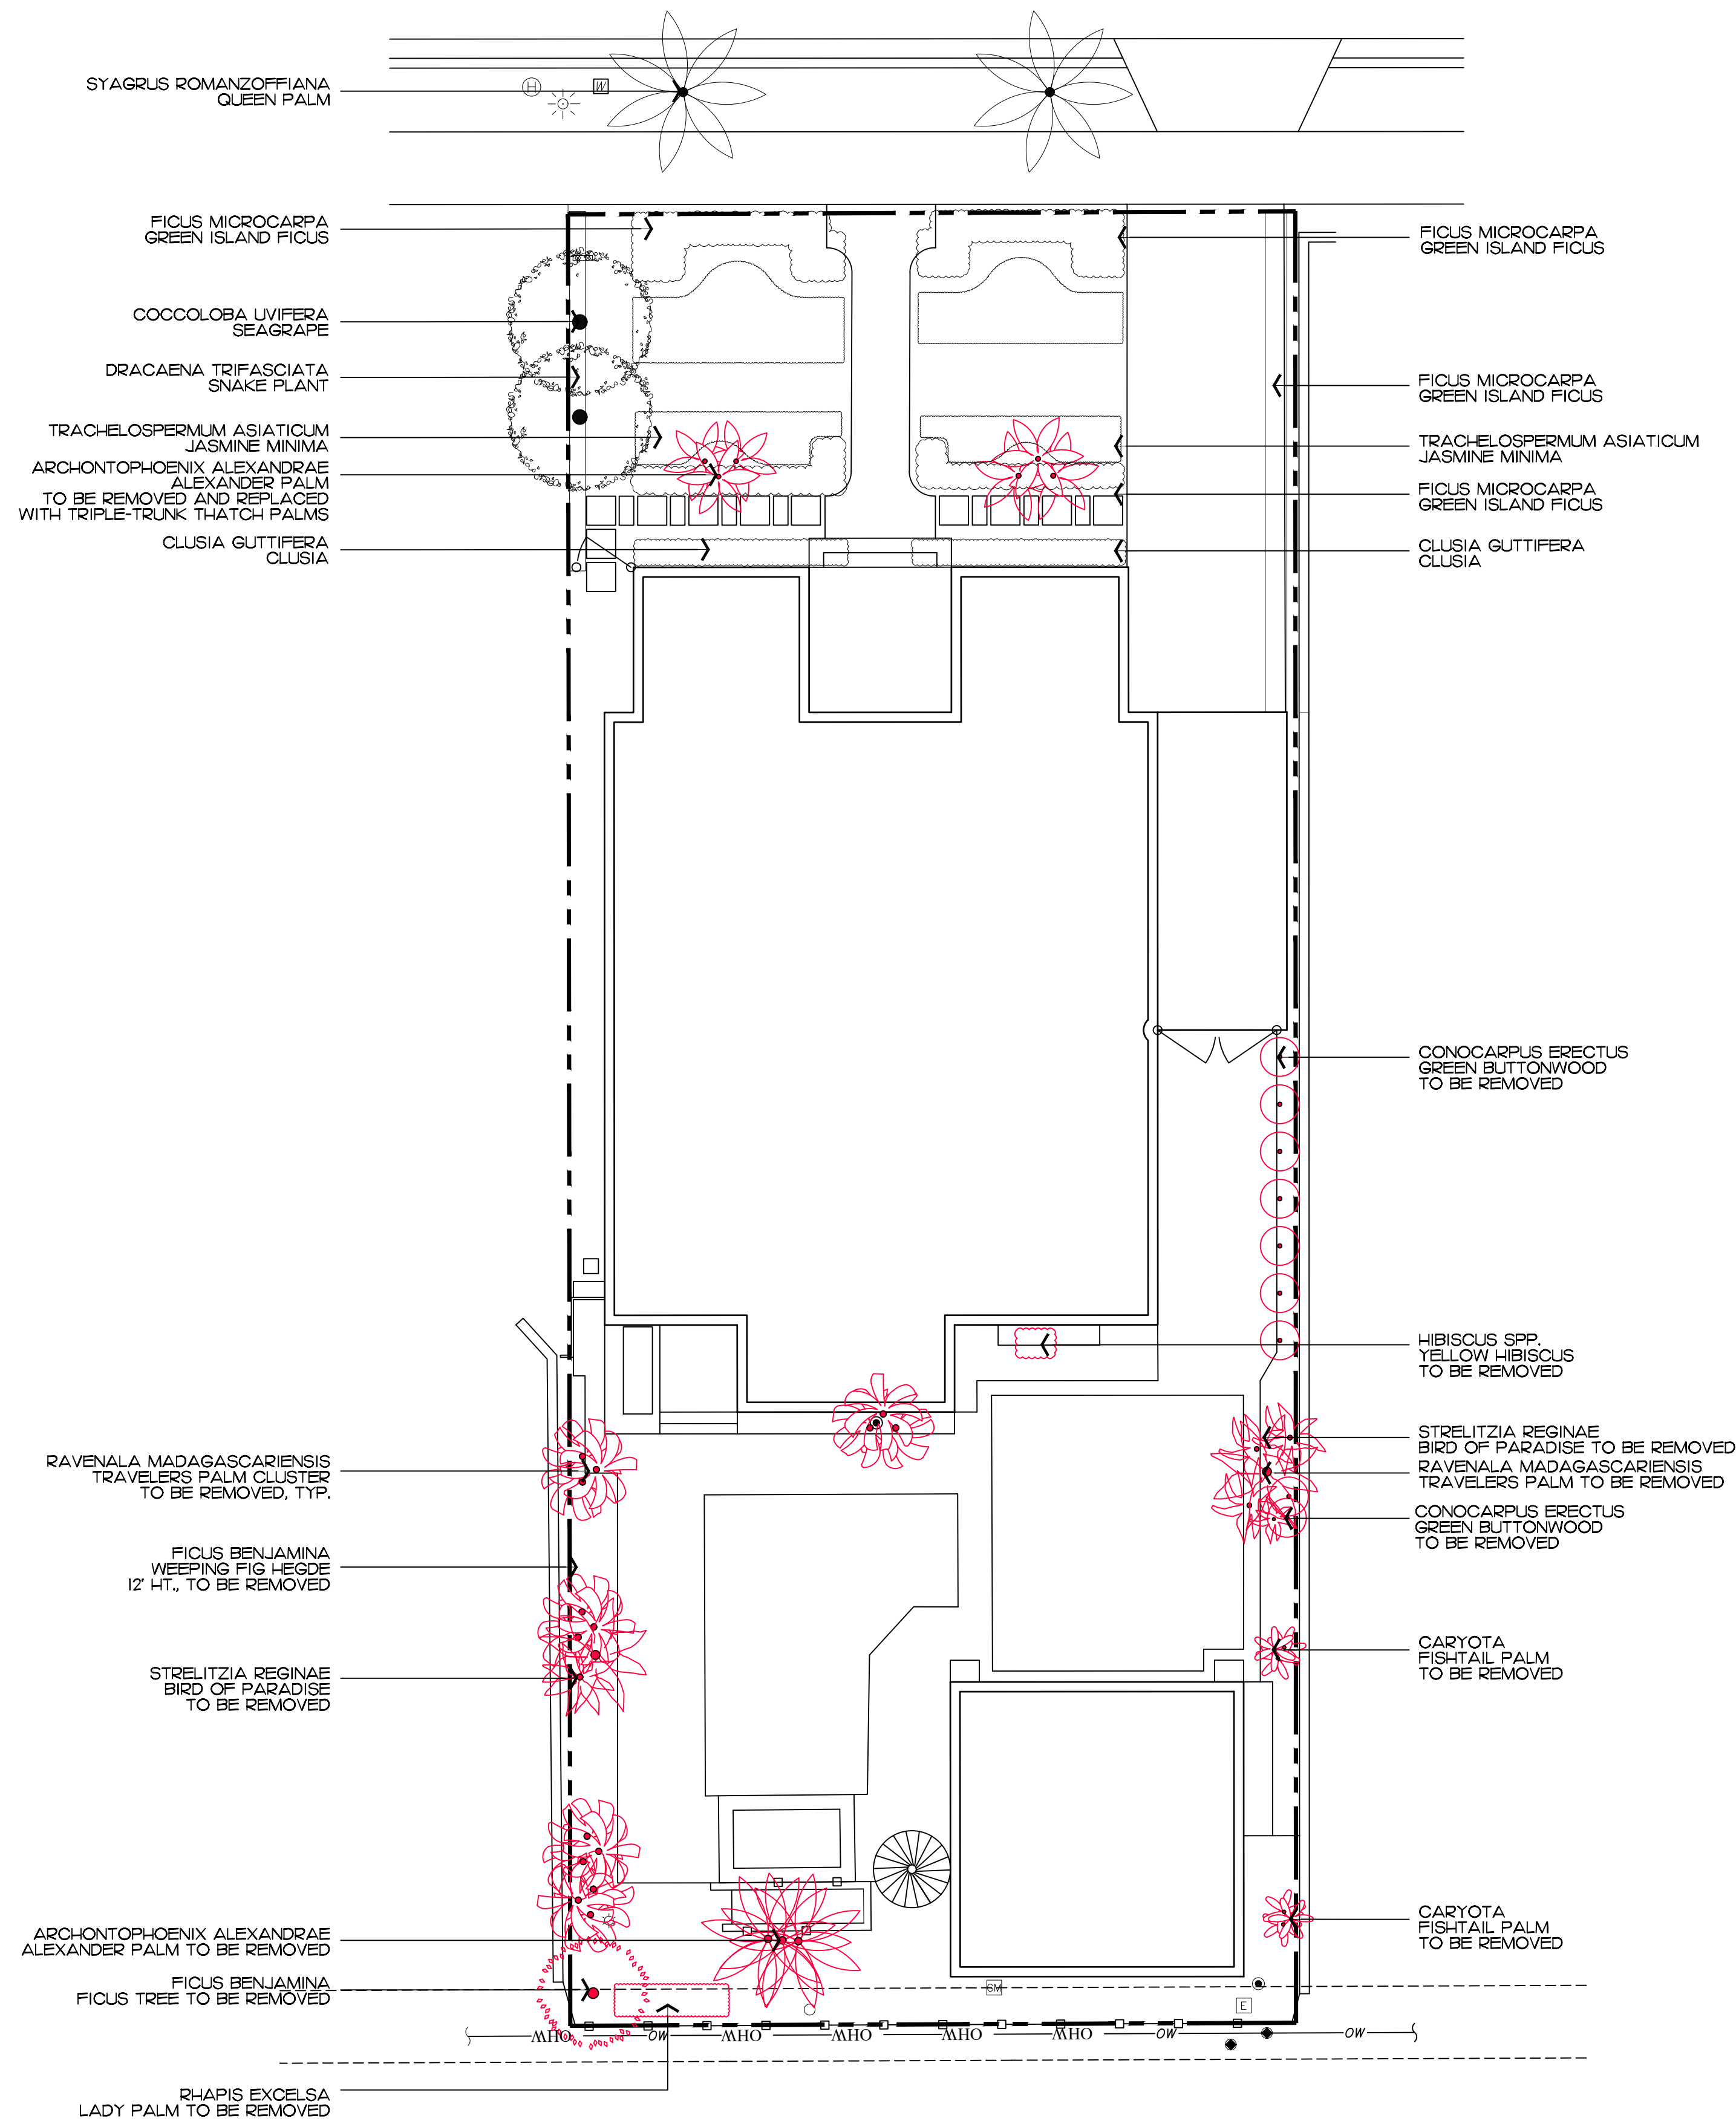 SYAGRUS ROMANZOFFIANA
QUEEN PALM
H
W
FICUS MICROCARPA
GREEN ISLAND FICUS
COCCOLOBA UVIFERA
SEAGRAPE
DRACAENA TRIFASCIATA
SNAKE PLANT
TRACHELOSPERMUM ASIATICUM
JASMINE MINIMA
ARCHONTOPHOENIX ALEXANDRAE
ALEXANDER PALM
TO BE REMOVED AND REPLACED
WITH TRIPLE-TRUNK THATCH PALMS
CLUSIA GUTTIFERA
CLUSIA
FICUS MICROCARPA
GREEN ISLAND FICUS
FICUS MICROCARPA
GREEN ISLAND FICUS
TRACHELOSPERMUM ASIATICUM
JASMINE MINIMA
FICUS MICROCARPA
GREEN ISLAND FICUS
CLUSIA GUTTIFERA
CLUSIA
CONOCARPUS ERECTUS
GREEN BUTTONWOOD
TO BE REMOVED
HIBISCUS SPP.
YELLOW HIBISCUS
TO BE REMOVED
STRELITZIA REGINAE
BIRD OF PARADISE TO BE REMOVED
RAVENALA MADAGASCARIENSIS
TRAVELERS PALM TO BE REMOVED
CONOCARPUS ERECTUS
GREEN BUTTONWOOD
TO BE REMOVED
CARYOTA
FISHTAIL PALM
TO BE REMOVED
CARYOTA
FISHTAIL PALM
TO BE REMOVED
RAVENALA MADAGASCARIENSIS
TRAVELERS PALM CLUSTER
TO BE REMOVED, TYP.
FICUS BENJAMINA
WEEPING FIG HEGDE
12' HT., TO BE REMOVED
STRELITZIA REGINAE
BIRD OF PARADISE
TO BE REMOVED
ARCHONTOPHOENIX ALEXANDRAE
ALEXANDER PALM TO BE REMOVED
FICUS BENJAMINA
FICUS TREE TO BE REMOVED
SM
E
OHW OW OHW OHW OHW OHW OW OW
RHAPIS EXCELSA
LADY PALM TO BE REMOVED